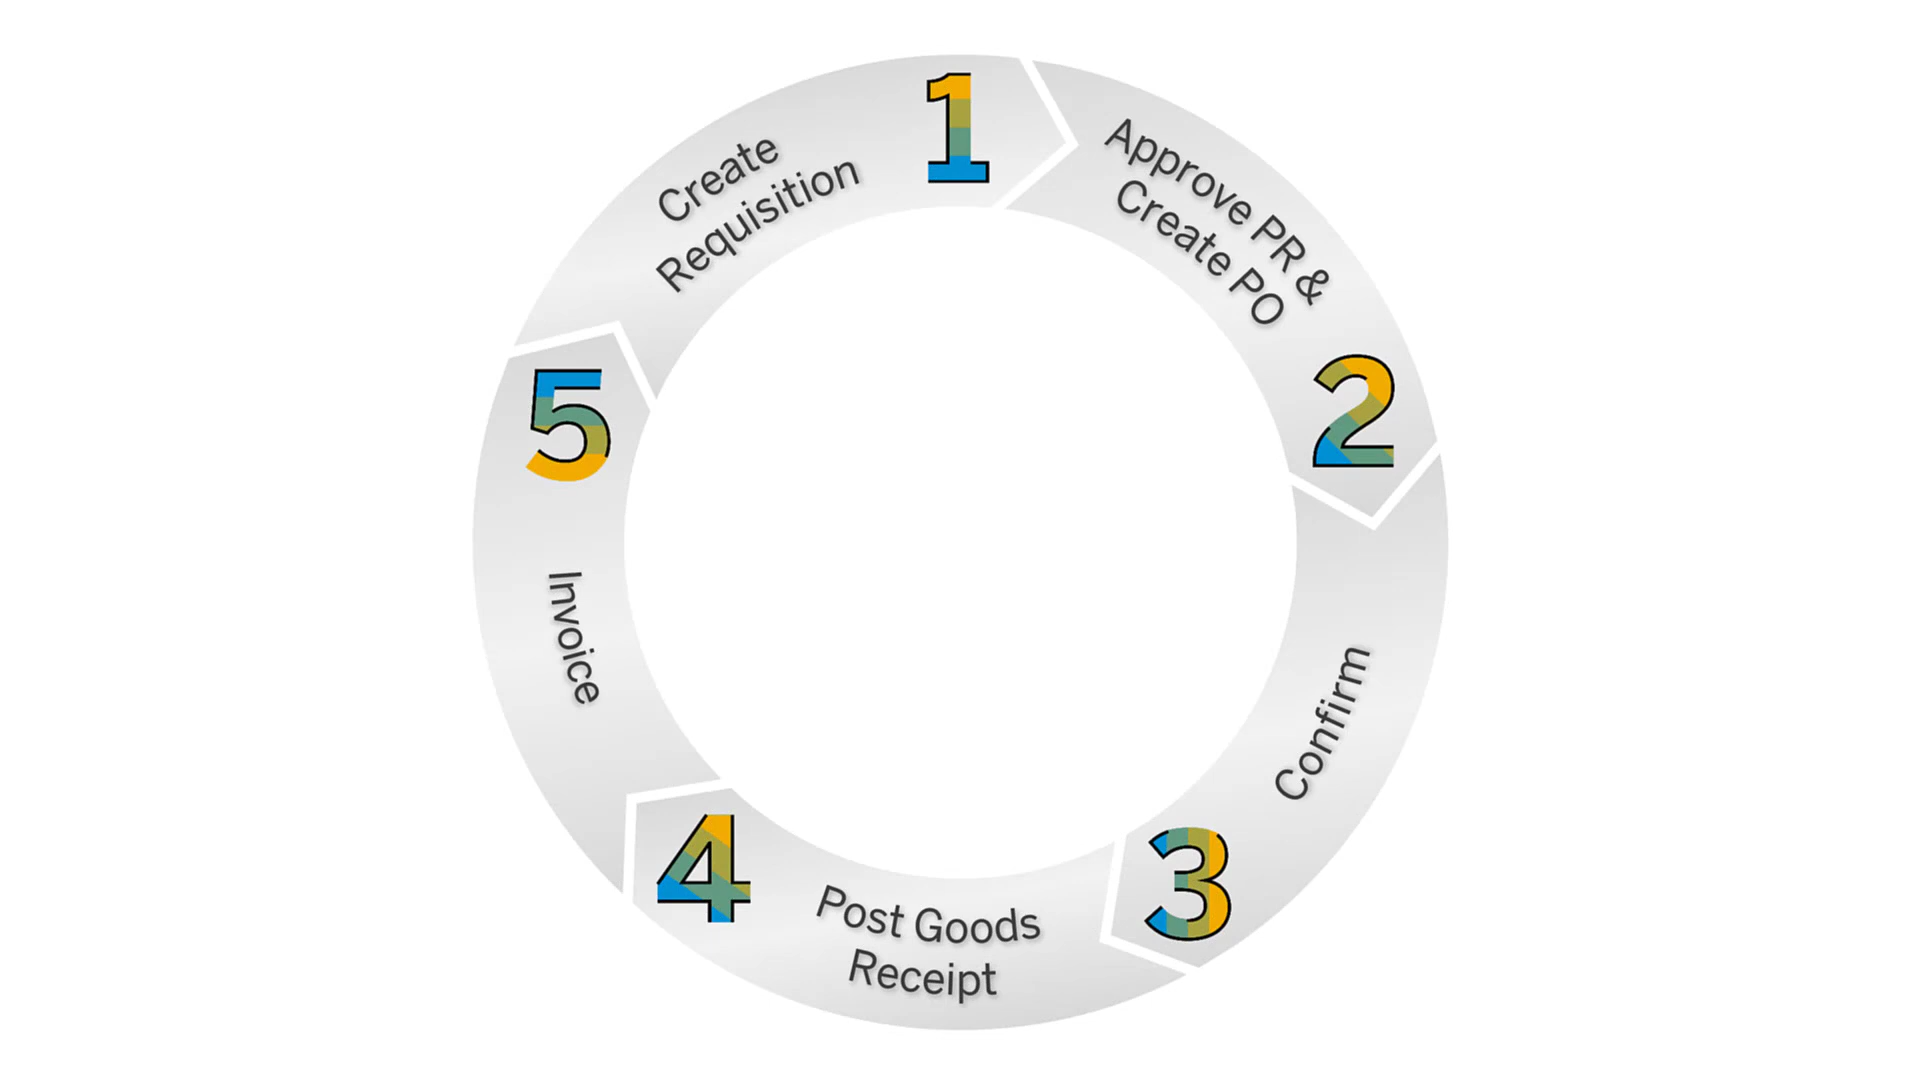 1
Create
Requisition
Approve PR &
Create PO
2
Confirm
3
Post Goods
Receipt
4
Invoice
5